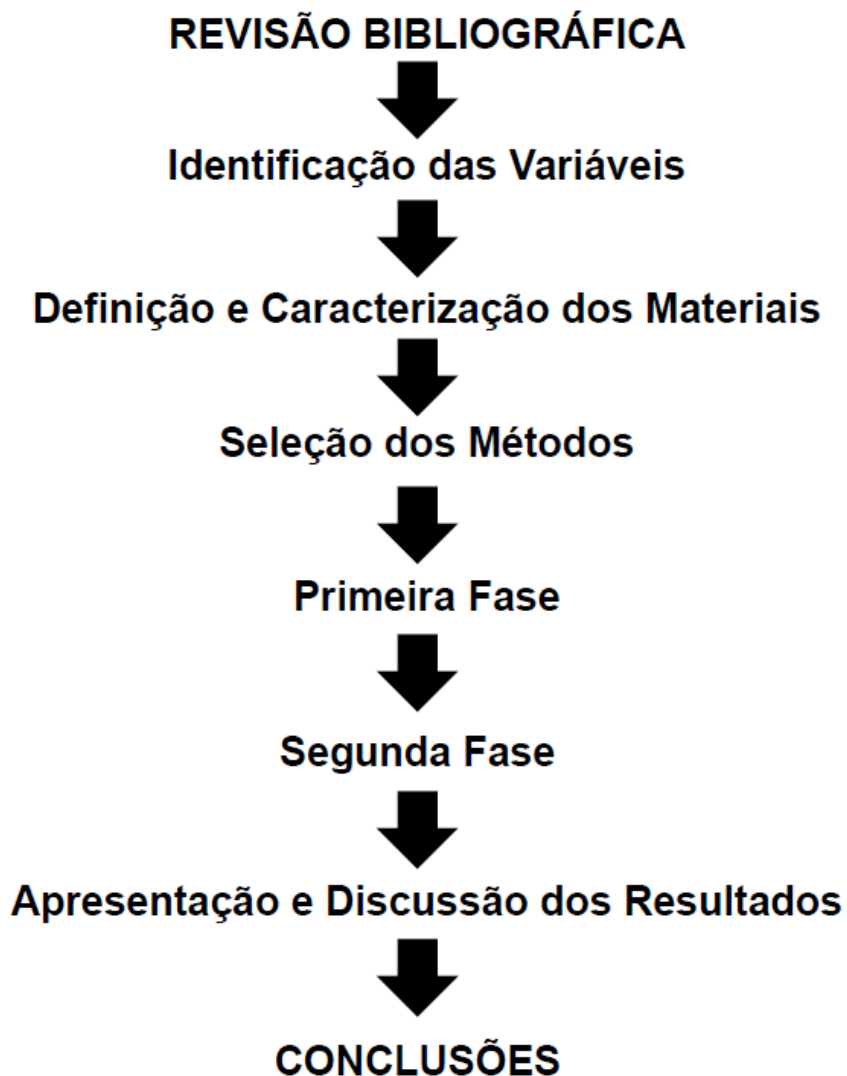 REVISÃO BIBLIOGRÁFICA
Identificação das Variáveis
Definição e Caracterização dos Materiais
Seleção dos Métodos
Primeira Fase
Segunda Fase
Apresentação e Discussão dos Resultados
CONCLUSÕES